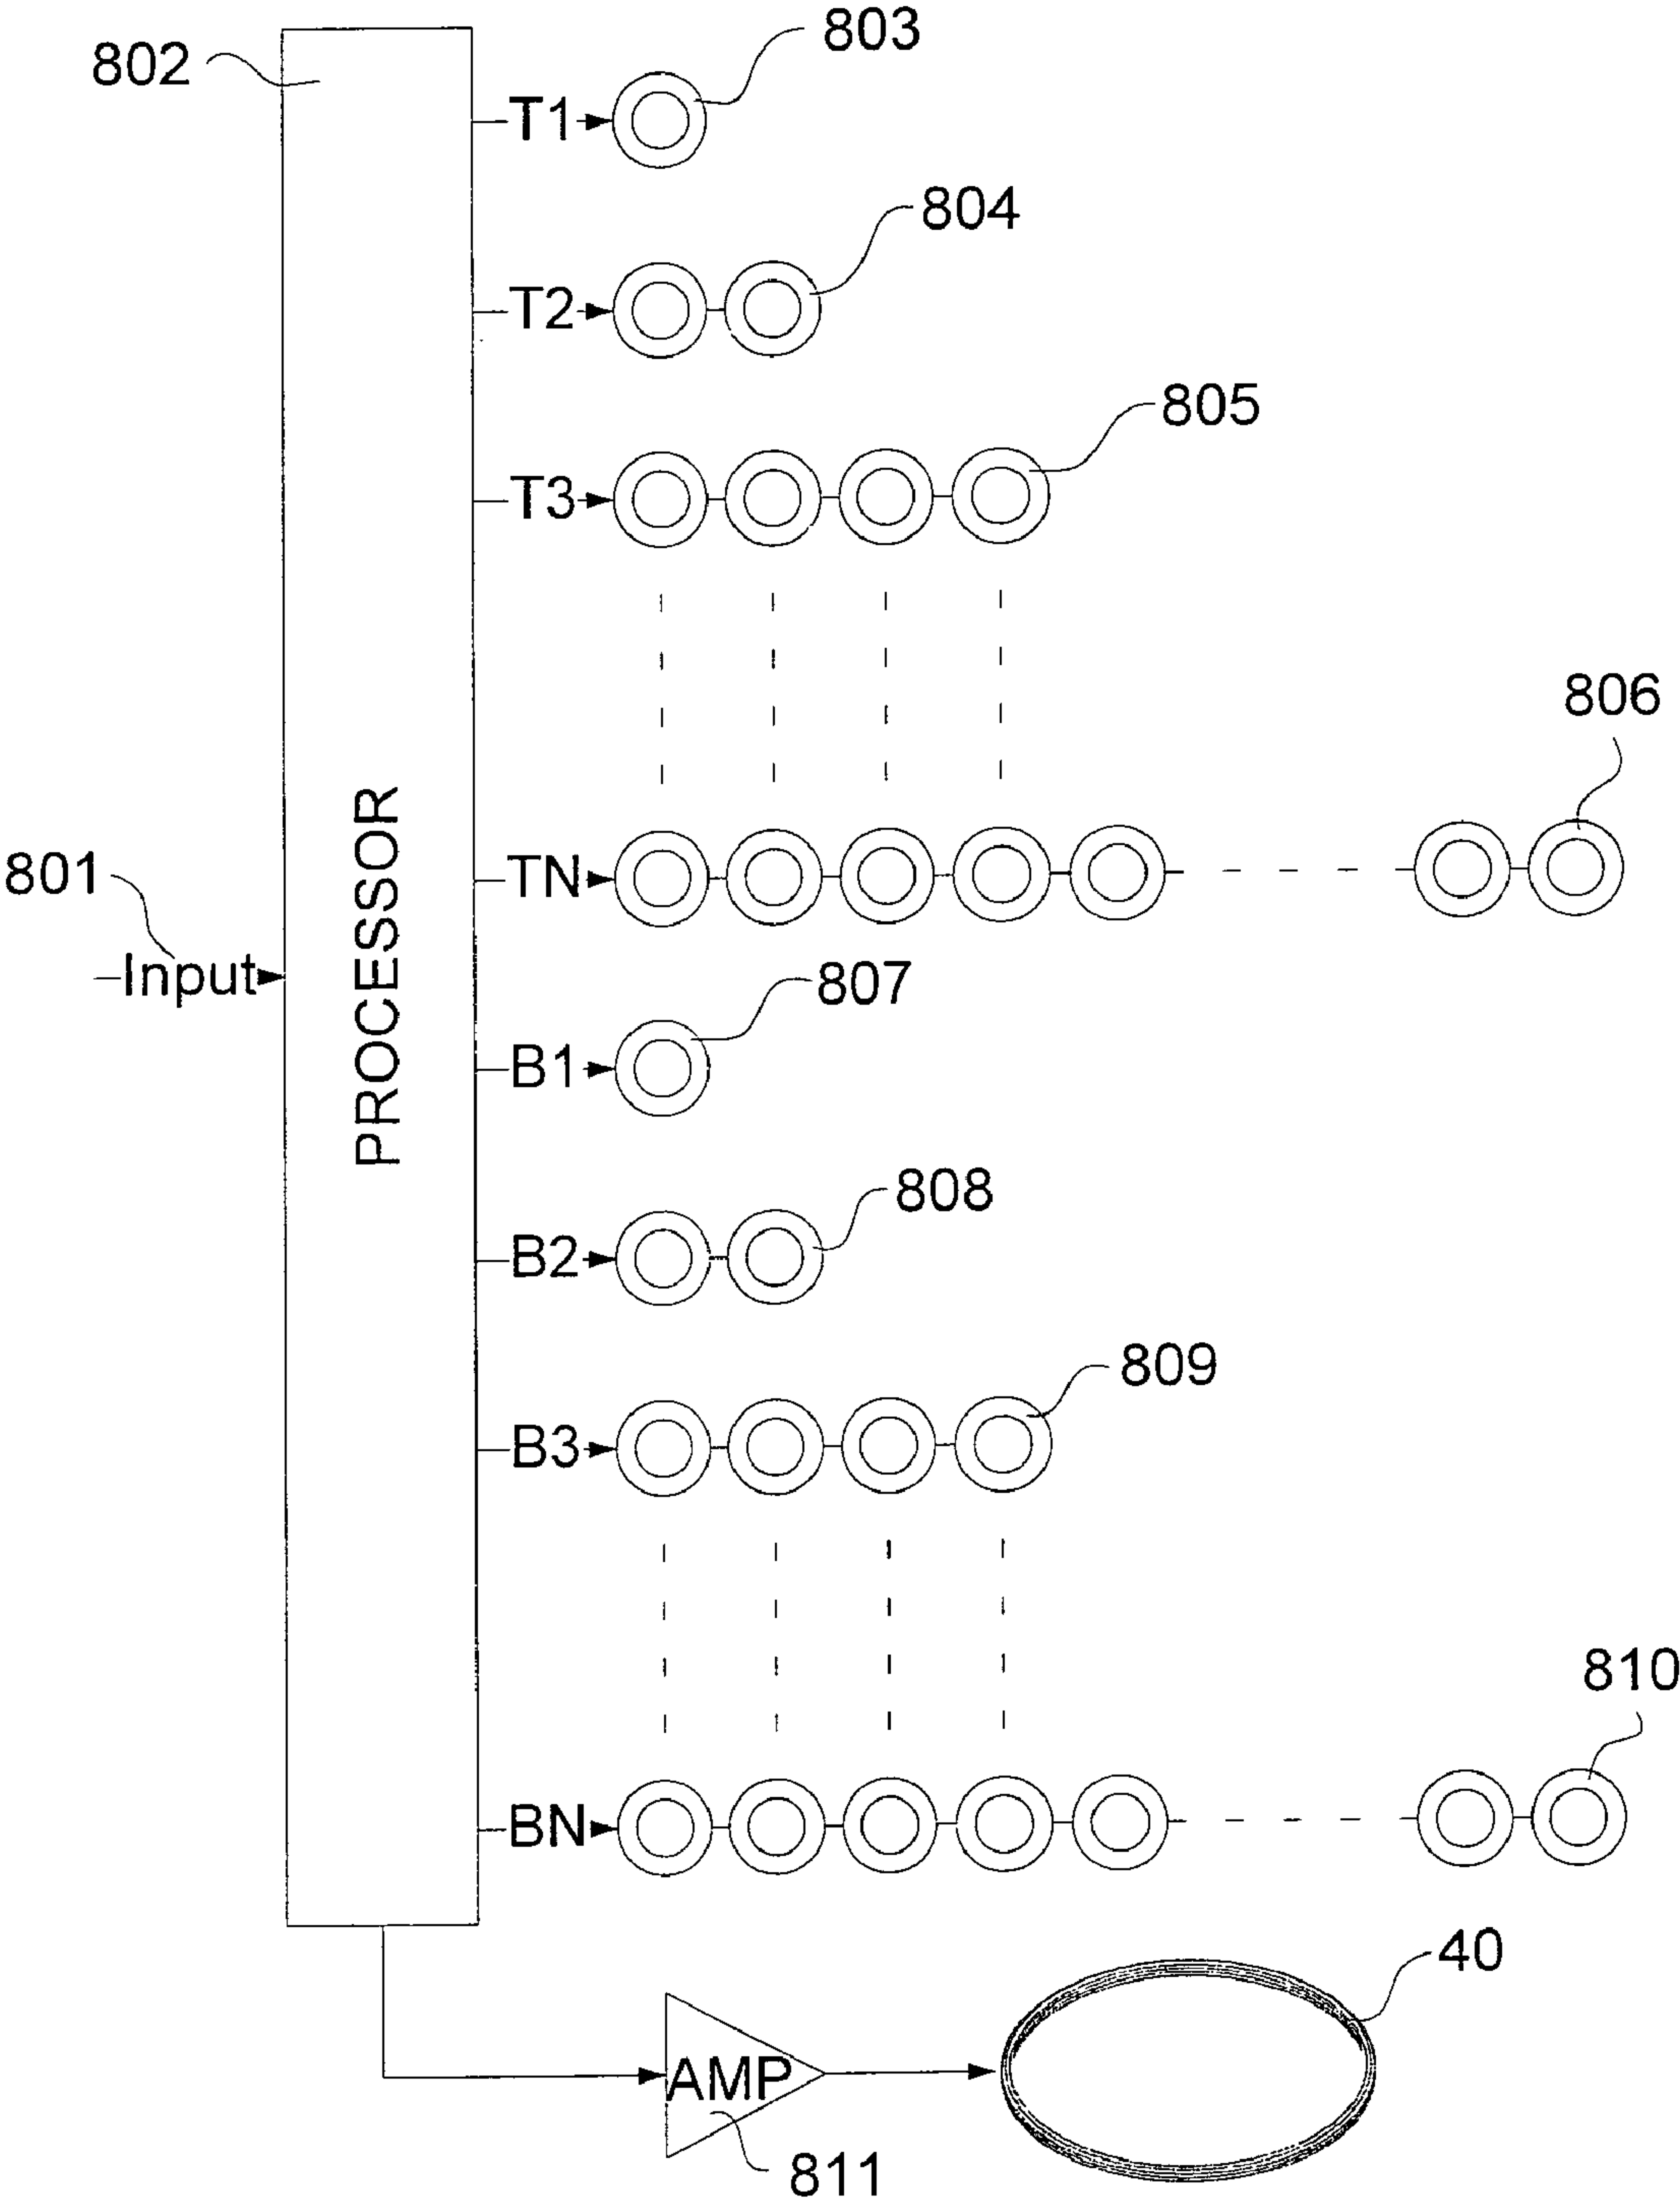 803
802
T1
804
T2
805
T3
806
801
TN
PROCESSOR
Input
807
B1
808
B2
809
B3
810
BN
40
AMP
811